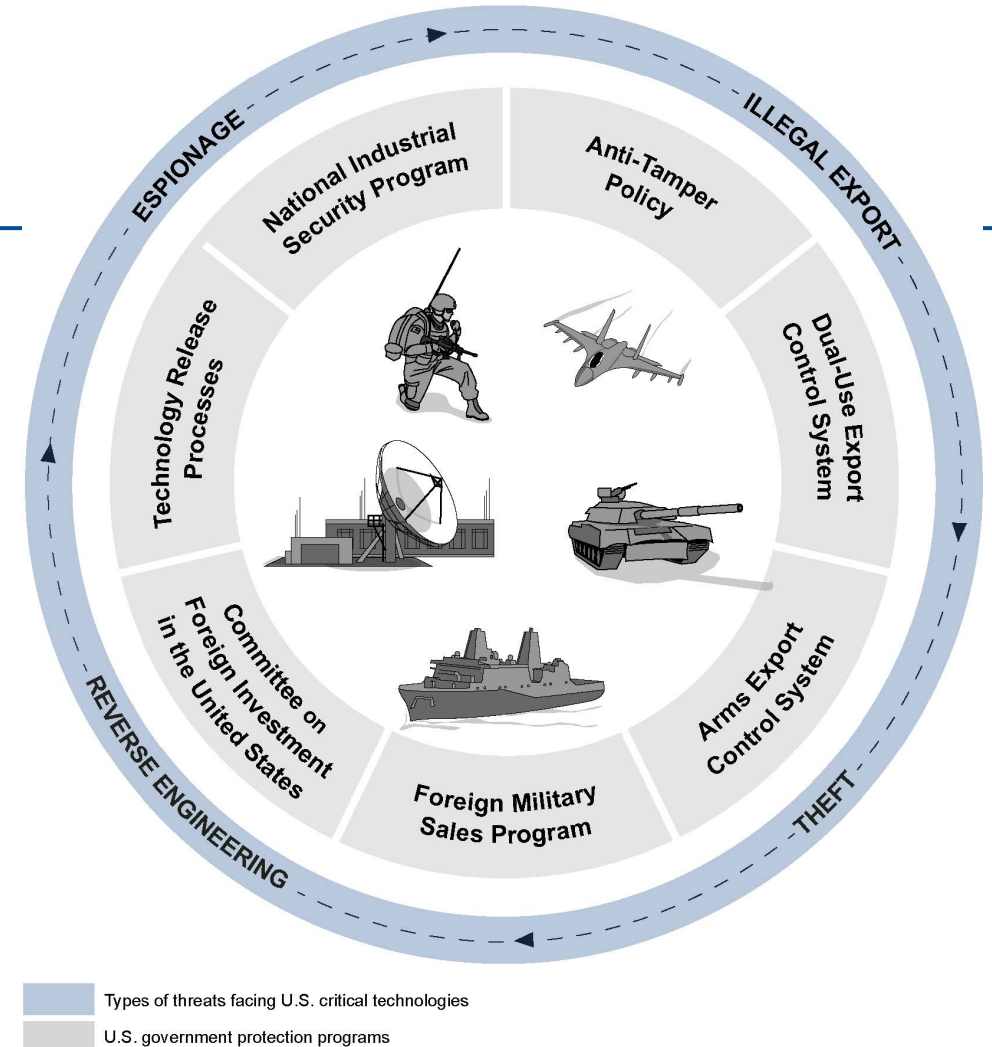 ESPIONAGE
ILLEGAL EXPORT
THEFT
REVERSE ENGINEERING
National Industrial
Security Program
Anti-Tamper
Policy
Dual-Use Export
Control System
Arms Export
Control System
Foreign Military
Sales Program
Committee on
Foreign Investment
in the United States
Technology Release
Processes
Types of threats facing U.S. critical technologies
U.S. government protection programs